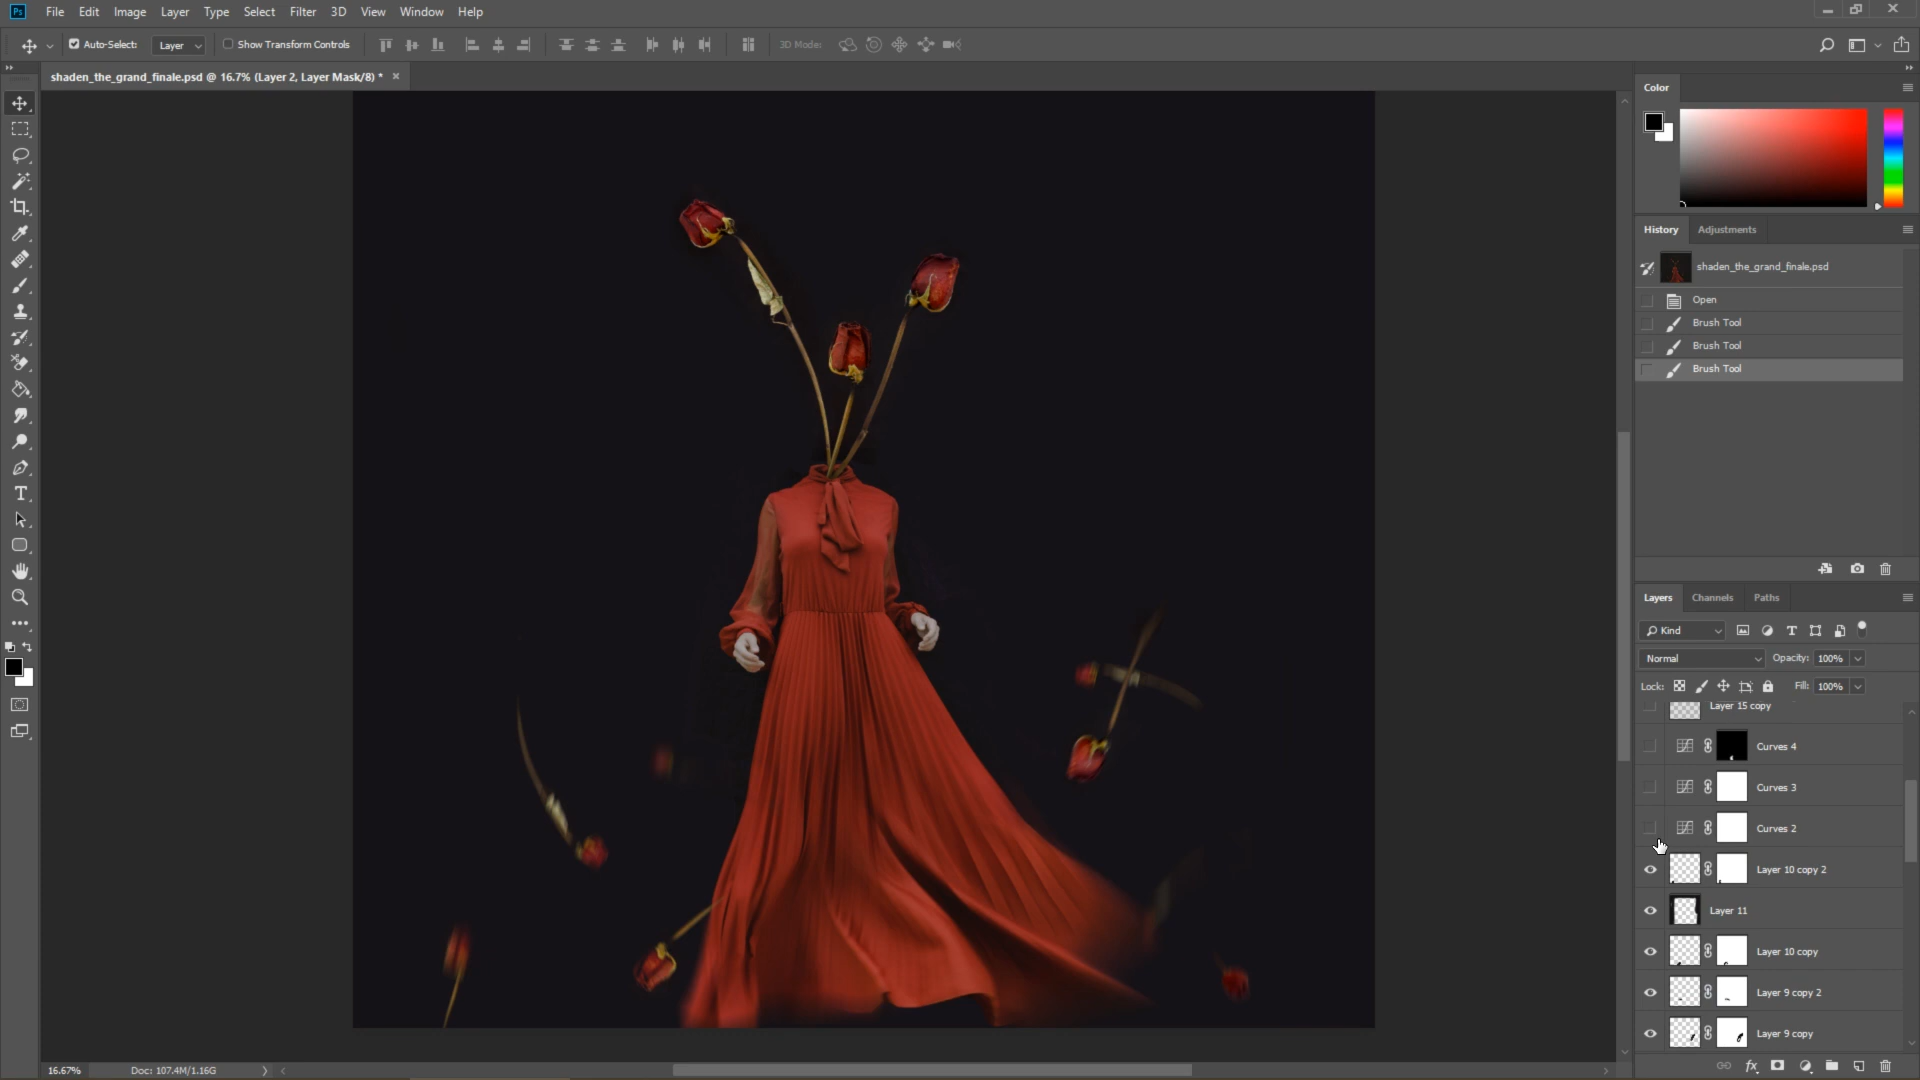 Ps File Edit Image Layer Type Select Filter 3D View Window Help
Auto-Select: Layer Show Transform Controls 3D Mode:
shaden_the_grand_finale.psd @ 16.7% (Layer 2, Layer Mask/8) *
Color
History Adjustments
shaden_the_grand_finale.psd
Open
Brush Tool
Brush Tool
Brush Tool
Layers Channels Paths
Kind
Normal Opacity: 100%
Lock: Fill: 100%
Layer 15 copy
Curves 4
Curves 3
Curves 2
Layer 10 copy 2
Layer 11
Layer 10 copy
Layer 9 copy 2
Layer 9 copy
16.67% Doc: 107.4M/1.16G